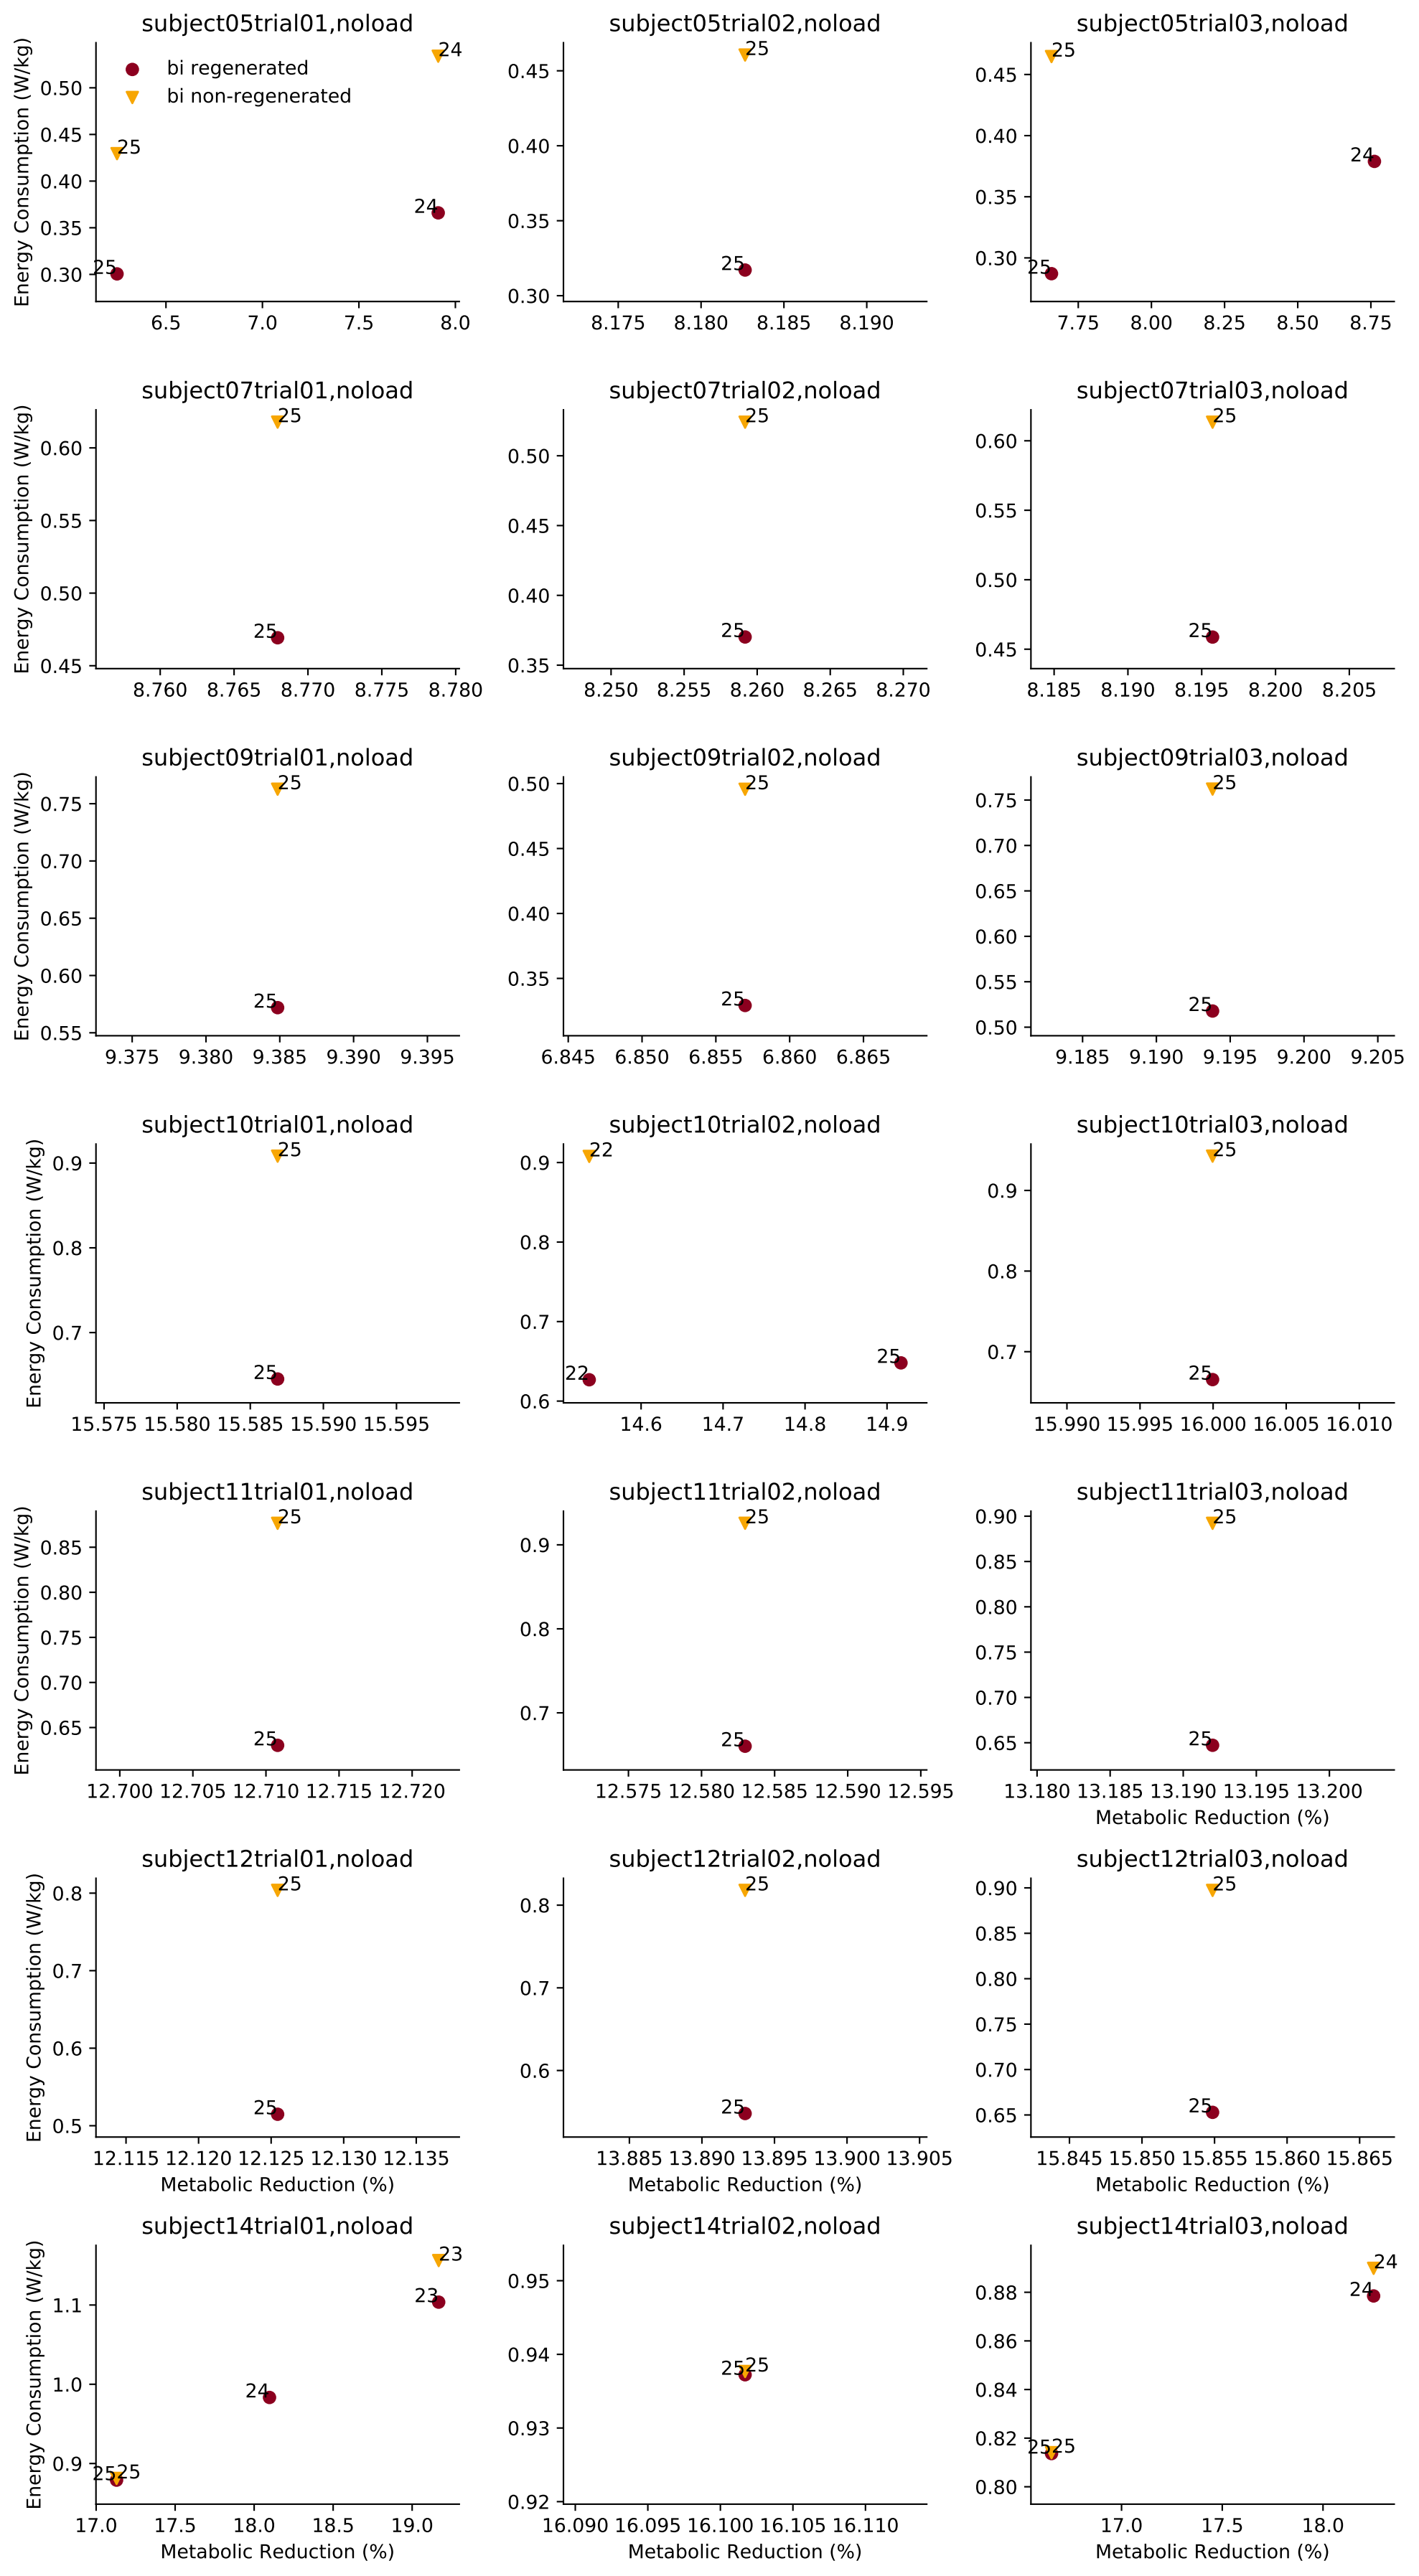 subject05trial01,noload
subject05trial02,noload
subject05trial03,noload
Energy Consumption (W/kg)
bi regenerated
bi non-regenerated
0.50
0.45
0.40
0.35
0.30
24
25
24
25
6.5 7.0 7.5 8.0
0.45
0.40
0.35
0.30
25
25
8.175 8.180 8.185 8.190
0.45
0.40
0.35
0.30
25
24
25
7.75 8.00 8.25 8.50 8.75
subject07trial01,noload
subject07trial02,noload
subject07trial03,noload
Energy Consumption (W/kg)
0.60
0.55
0.50
0.45
25
25
8.760 8.765 8.770 8.775 8.780
0.50
0.45
0.40
0.35
25
25
8.250 8.255 8.260 8.265 8.270
0.60
0.55
0.50
0.45
25
25
8.185 8.190 8.195 8.200 8.205
subject09trial01,noload
subject09trial02,noload
subject09trial03,noload
Energy Consumption (W/kg)
0.75
0.70
0.65
0.60
0.55
25
25
9.375 9.380 9.385 9.390 9.395
0.50
0.45
0.40
0.35
25
25
6.845 6.850 6.855 6.860 6.865
0.75
0.70
0.65
0.60
0.55
0.50
25
25
9.185 9.190 9.195 9.200 9.205
subject10trial01,noload
subject10trial02,noload
subject10trial03,noload
Energy Consumption (W/kg)
0.9
0.8
0.7
25
25
15.575 15.580 15.585 15.590 15.595
0.9
0.8
0.7
0.6
22
25
22
14.6 14.7 14.8 14.9
0.9
0.8
0.7
25
25
15.990 15.995 16.000 16.005 16.010
subject11trial01,noload
subject11trial02,noload
subject11trial03,noload
Energy Consumption (W/kg)
0.85
0.80
0.75
0.70
0.65
25
25
12.700 12.705 12.710 12.715 12.720
0.9
0.8
0.7
25
25
12.575 12.580 12.585 12.590 12.595
0.90
0.85
0.80
0.75
0.70
0.65
25
25
13.180 13.185 13.190 13.195 13.200
Metabolic Reduction (%)
subject12trial01,noload
subject12trial02,noload
subject12trial03,noload
Energy Consumption (W/kg)
0.8
0.7
0.6
0.5
25
25
12.115 12.120 12.125 12.130 12.135
Metabolic Reduction (%)
0.8
0.7
0.6
25
25
13.885 13.890 13.895 13.900 13.905
Metabolic Reduction (%)
0.90
0.85
0.80
0.75
0.70
0.65
25
25
15.845 15.850 15.855 15.860 15.865
Metabolic Reduction (%)
subject14trial01,noload
subject14trial02,noload
subject14trial03,noload
Energy Consumption (W/kg)
1.1
1.0
0.9
23
23
24
25 25
17.0 17.5 18.0 18.5 19.0
Metabolic Reduction (%)
0.95
0.94
0.93
0.92
25 25
16.090 16.095 16.100 16.105 16.110
Metabolic Reduction (%)
0.88
0.86
0.84
0.82
0.80
24
24
25 25
17.0 17.5 18.0
Metabolic Reduction (%)